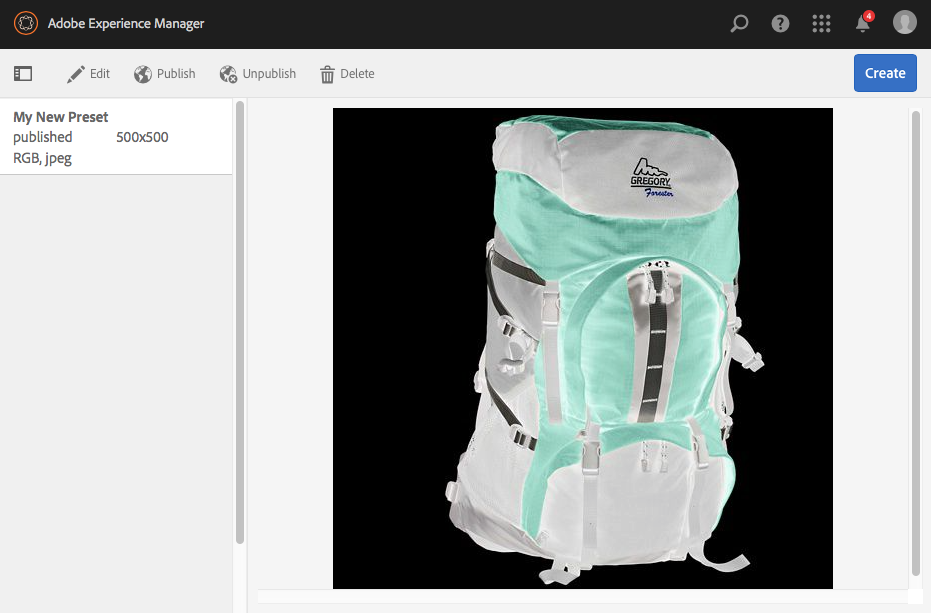 Adobe Experience Manager
4
Edit
Publish
Unpublish
Delete
Create
My New Preset
published 500x500
RGB, jpeg
GREGORY
Forester